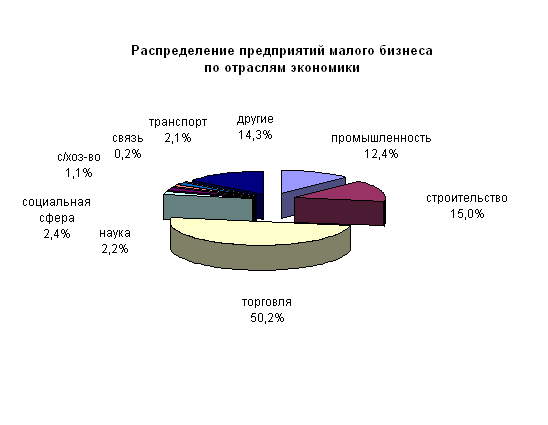 Распределение предприятий малого бизнеса
по отраслям экономики
другие
14,3%
промышленность
12,4%
строительство
15,0%
торговля
50,2%
наука
2,2%
социальная
сфера
2,4%
с/хоз-во
1,1%
связь
0,2%
транспорт
2,1%